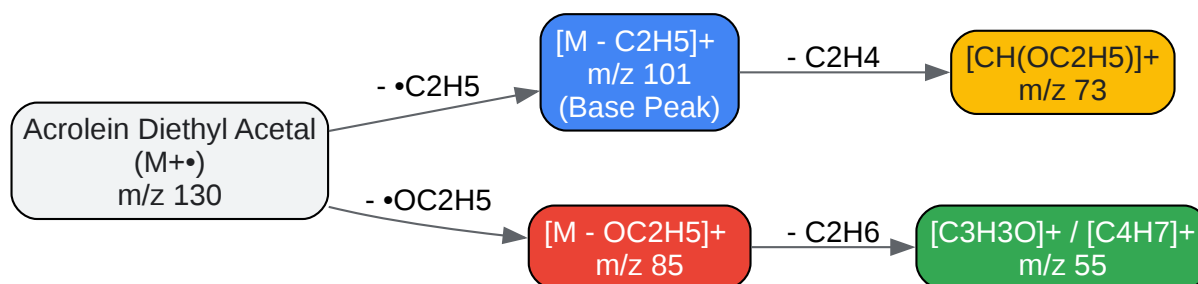 Acrolein Diethyl Acetal
(M+•)
m/z 130
- •C2H5
[M - C2H5]+
m/z 101
(Base Peak)
- C2H4
[CH(OC2H5)]+
m/z 73
- •OC2H5
[M - OC2H5]+
m/z 85
- C2H6
[C3H3O]+ / [C4H7]+
m/z 55